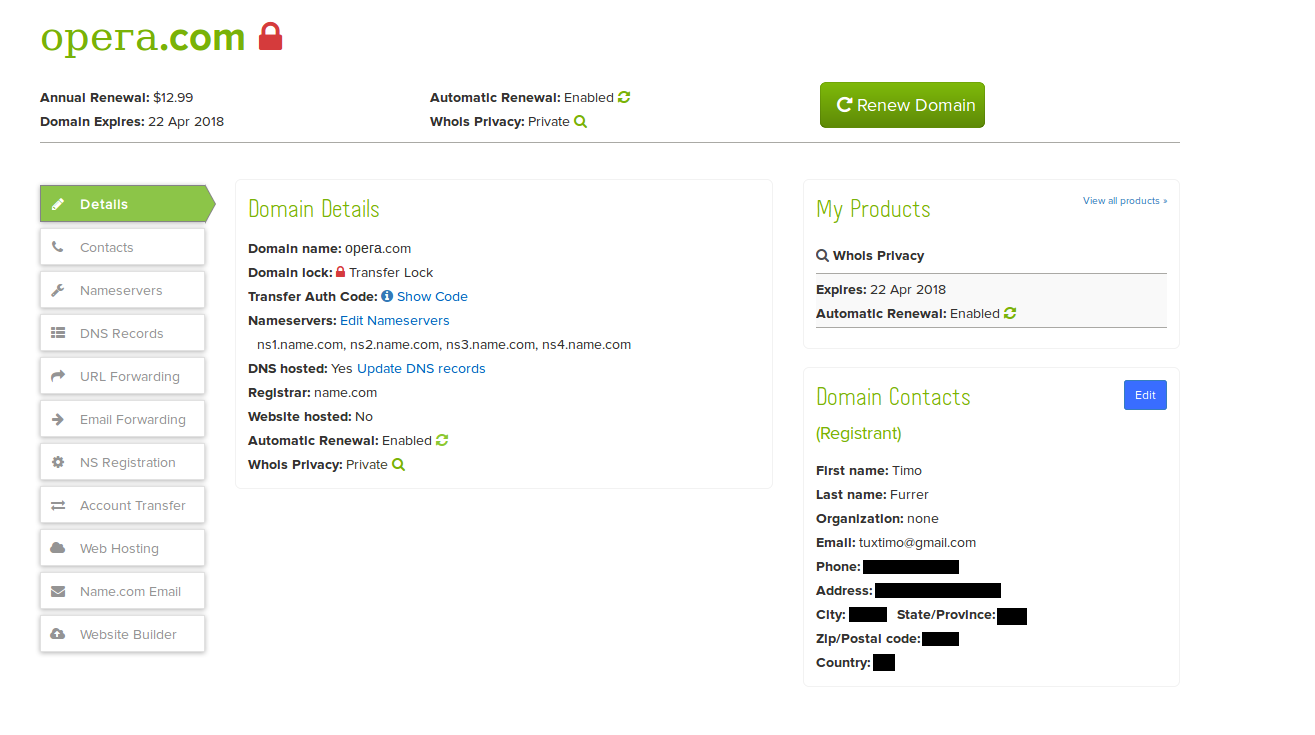 орега.com
Annual Renewal: $12.99
Domain Expires: 22 Apr 2018
Automatic Renewal: Enabled
Whois Privacy: Private
Renew Domain
Details
Contacts
Nameservers
DNS Records
URL Forwarding
Email Forwarding
NS Registration
Account Transfer
Web Hosting
Name.com Email
Website Builder
Domain Details
Domain name: орега.com
Domain lock: Transfer Lock
Transfer Auth Code: Show Code
Nameservers: Edit Nameservers
ns1.name.com, ns2.name.com, ns3.name.com, ns4.name.com
DNS hosted: Yes Update DNS records
Registrar: name.com
Website hosted: No
Automatic Renewal: Enabled
Whois Privacy: Private
My Products
View all products »
Whois Privacy
Expires: 22 Apr 2018
Automatic Renewal: Enabled
Domain Contacts
Edit
(Registrant)
First name: Timo
Last name: Furrer
Organization: none
Email: tuxtimo@gmail.com
Phone:
Address:
City: State/Province:
Zip/Postal code:
Country: